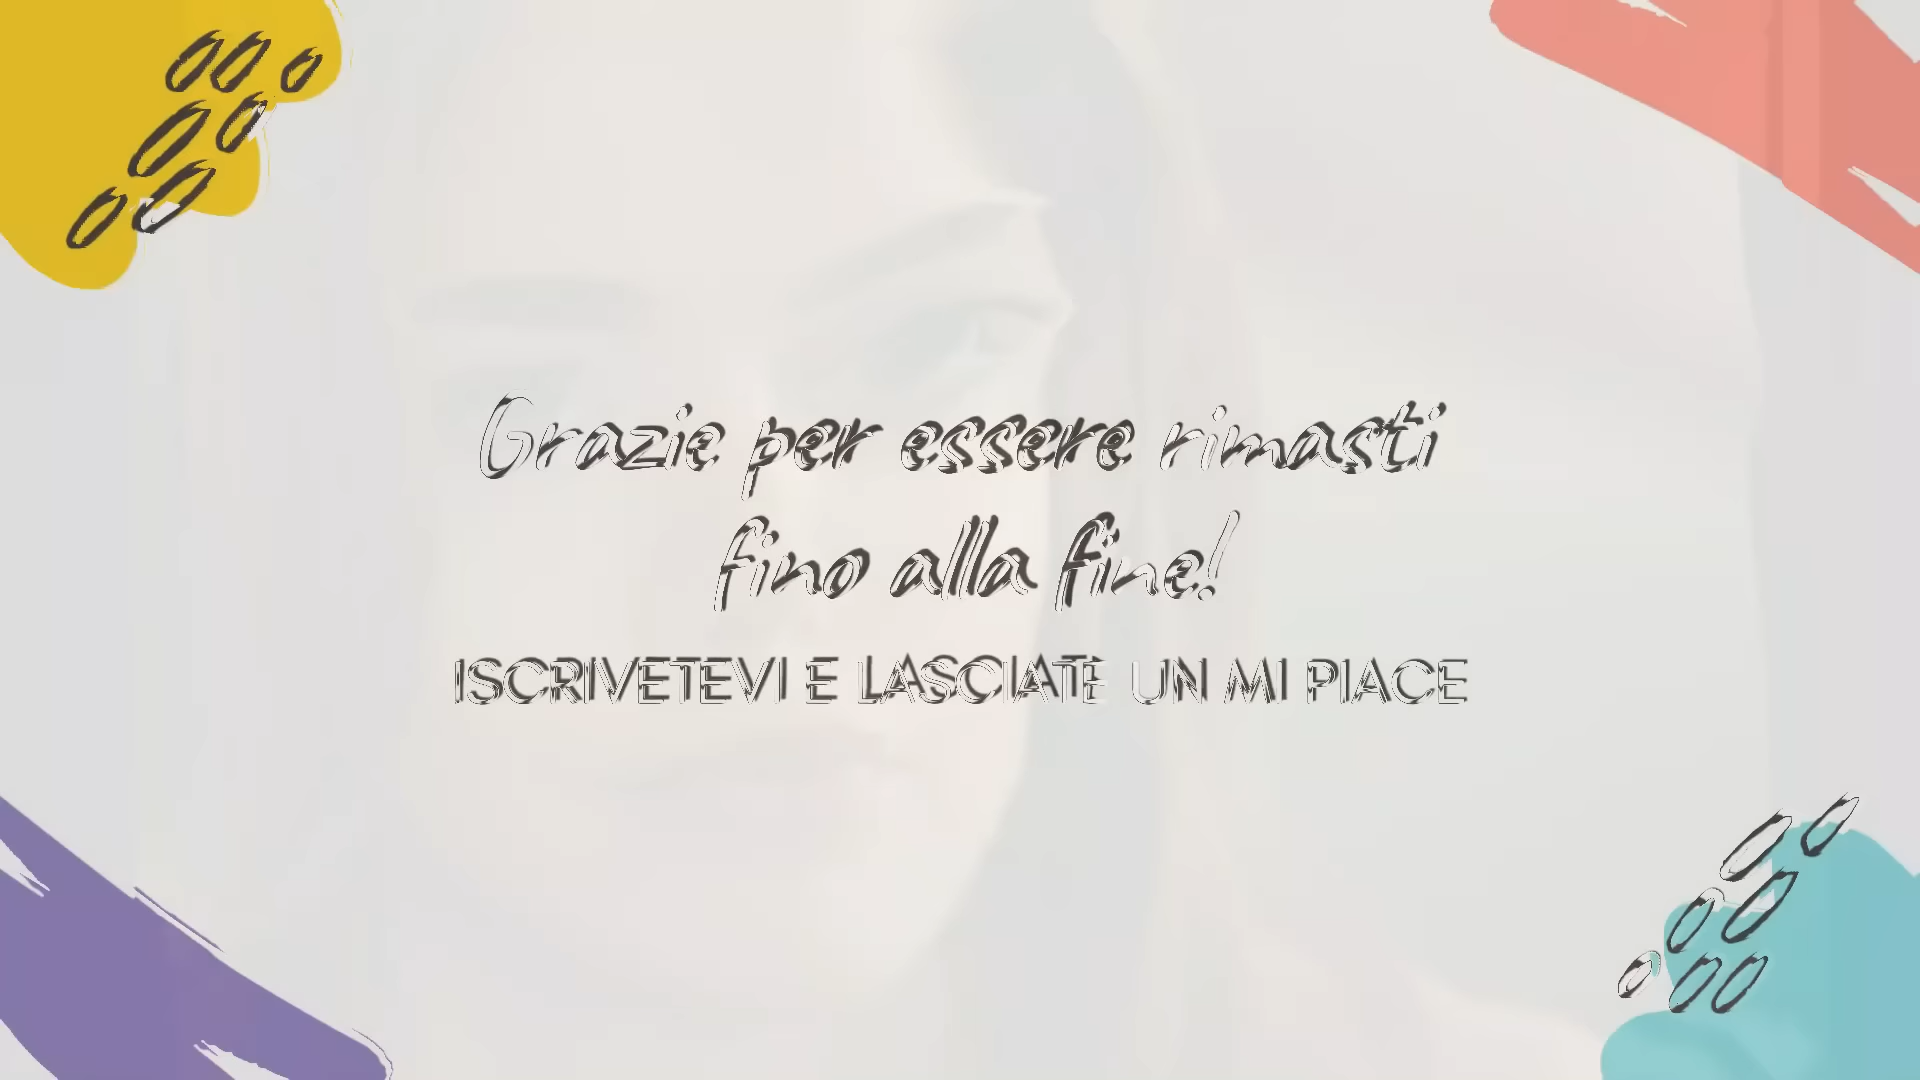 Grazie per essere rimasti
fino alla fine!
ISCRIVETEVI E LASCIATE UN MI PIACE